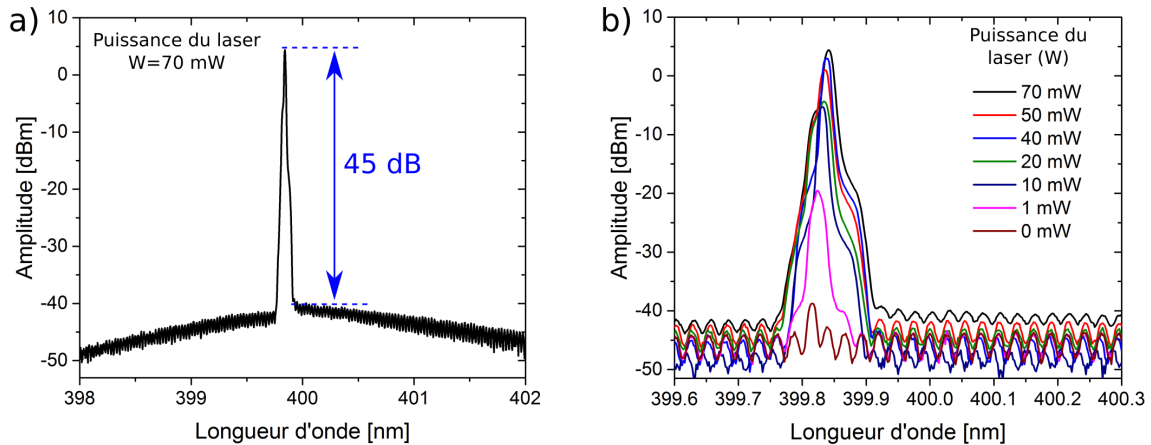 a)
Puissance du laser
W=70 mW
45 dB
Amplitude [dBm]
10
0
-10
-20
-30
-40
-50
398
399
400
401
402
Longueur d'onde [nm]
b)
Puissance du
laser (W)
70 mW
50 mW
40 mW
20 mW
10 mW
1 mW
0 mW
Amplitude [dBm]
10
0
-10
-20
-30
-40
-50
399.6
399.7
399.8
399.9
400.0
400.1
400.2
400.3
Longueur d'onde [nm]